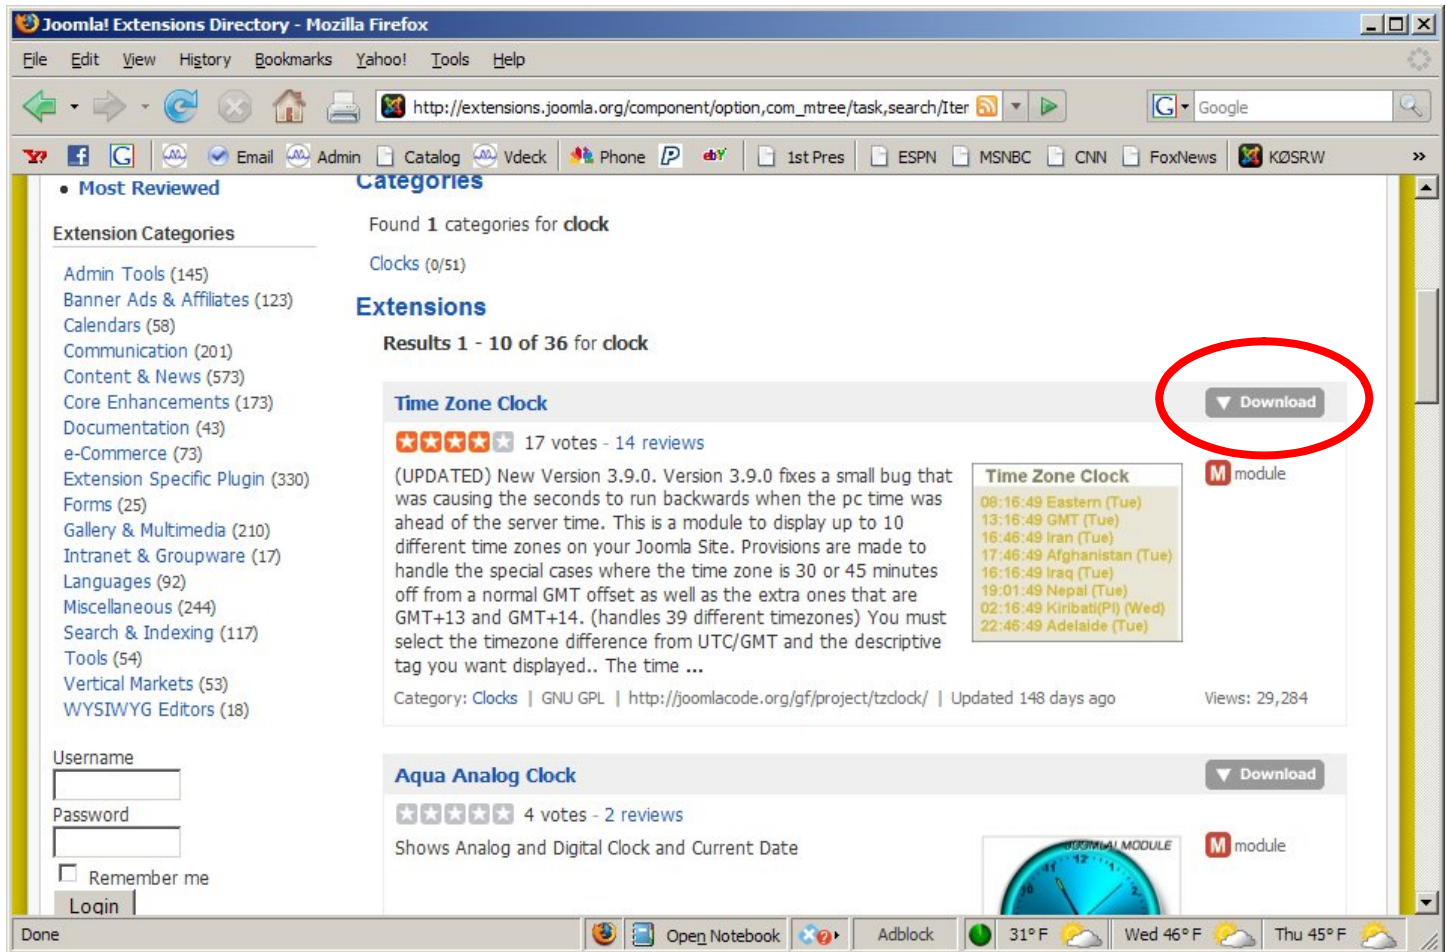 Joomla! Extensions Directory - Mozilla Firefox
File Edit View History Bookmarks Yahoo! Tools Help
http://extensions.joomla.org/component/option,com_mtree/task,search/Iter
G Google
Y! f G Email Admin Catalog Vdeck Phone P ebY 1st Pres ESPN MSNBC CNN FoxNews KØSRW »
• Most Reviewed
Extension Categories
Admin Tools (145)
Banner Ads & Affiliates (123)
Calendars (58)
Communication (201)
Content & News (573)
Core Enhancements (173)
Documentation (43)
e-Commerce (73)
Extension Specific Plugin (330)
Forms (25)
Gallery & Multimedia (210)
Intranet & Groupware (17)
Languages (92)
Miscellaneous (244)
Search & Indexing (117)
Tools (54)
Vertical Markets (53)
WYSIWYG Editors (18)
Username
Password
Remember me
Login
Categories
Found 1 categories for clock
Clocks (0/51)
Extensions
Results 1 - 10 of 36 for clock
Time Zone Clock
Download
17 votes - 14 reviews
(UPDATED) New Version 3.9.0. Version 3.9.0 fixes a small bug that
was causing the seconds to run backwards when the pc time was
ahead of the server time. This is a module to display up to 10
different time zones on your Joomla Site. Provisions are made to
handle the special cases where the time zone is 30 or 45 minutes
off from a normal GMT offset as well as the extra ones that are
GMT+13 and GMT+14. (handles 39 different timezones) You must
select the timezone difference from UTC/GMT and the descriptive
tag you want displayed.. The time ...
Time Zone Clock
08:16:49 Eastern (Tue)
13:16:49 GMT (Tue)
16:46:49 Iran (Tue)
17:46:49 Afghanistan (Tue)
16:16:49 Iraq (Tue)
19:01:49 Nepal (Tue)
02:16:49 Kiribati(PI) (Wed)
22:46:49 Adelaide (Tue)
M module
Category: Clocks | GNU GPL | http://joomlacode.org/gf/project/tzclock/ | Updated 148 days ago
Views: 29,284
Aqua Analog Clock
Download
4 votes - 2 reviews
Shows Analog and Digital Clock and Current Date
JOOMLA! MODULE
11 12 1
10 2
M module
Done
Open Notebook Adblock 31° F Wed 46° F Thu 45° F